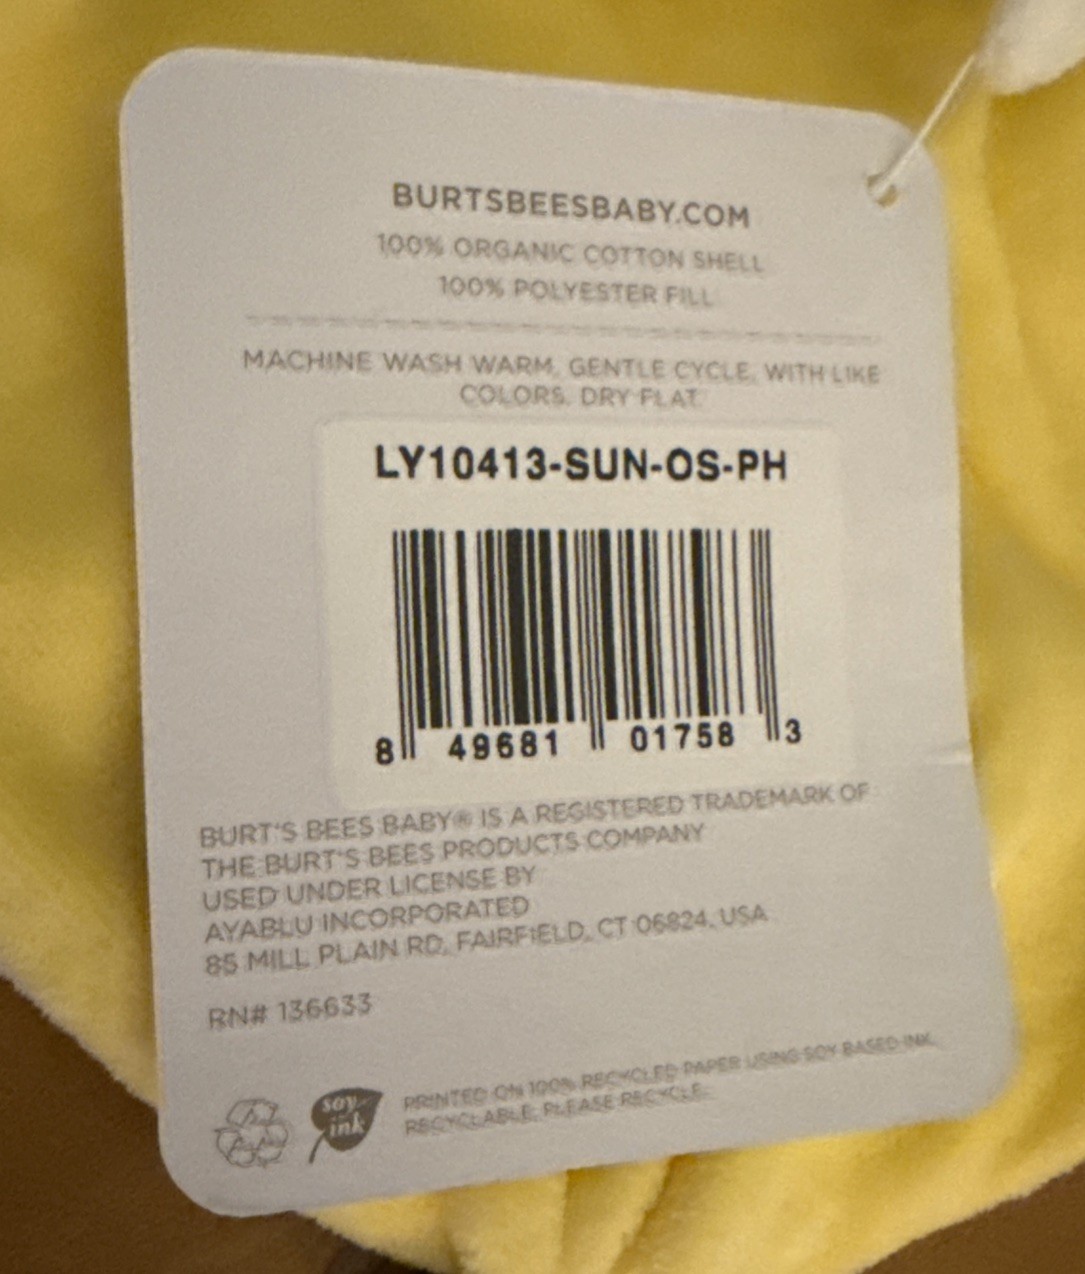 BURTSBEESBABY.COM
100% ORGANIC COTTON SHELL
100% POLYESTER FILL
MACHINE WASH WARM, GENTLE CYCLE, WITH LIKE
COLORS. DRY FLAT.
LY10413-SUN-OS-PH
8 49681 01758 3
BURT'S BEES BABY® IS A REGISTERED TRADEMARK OF
THE BURT'S BEES PRODUCTS COMPANY
USED UNDER LICENSE BY
AYABLU INCORPORATED
85 MILL PLAIN RD, FAIRFIELD, CT 06824, USA
RN# 136633
soy
ink
PRINTED ON 100% RECYCLED PAPER USING SOY BASED INK.
RECYCLABLE, PLEASE RECYCLE.